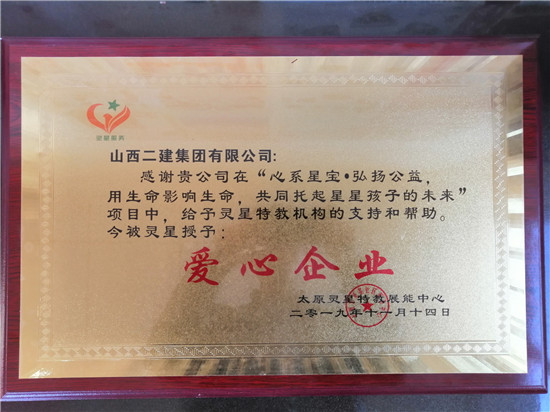 山西二建集团有限公司：
感谢贵公司在“心系星宝·弘扬公益，
用生命影响生命，共同托起星星孩子的未来”
项目中，给予灵星特教机构的支持和帮助。
今被灵星授予：
爱心企业
太原灵星特教展能中心
二零一九年十一月十四日